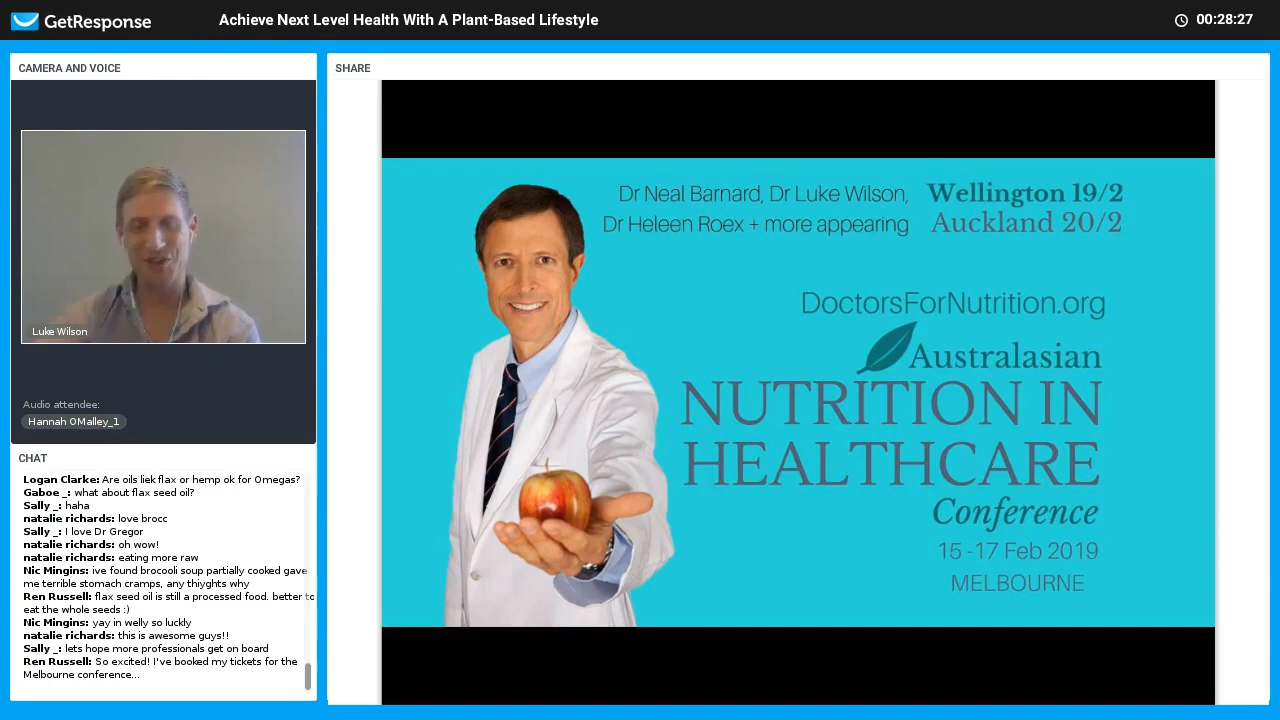 GetResponse
Achieve Next Level Health With A Plant-Based Lifestyle
00:28:27
CAMERA AND VOICE
Luke Wilson
Audio attendee:
Hannah OMalley_1
CHAT
Logan Clarke: Are oils liek flax or hemp ok for Omegas?
Gaboe _: what about flax seed oil?
Sally _: haha
natalie richards: love brocc
Sally _: I love Dr Gregor
natalie richards: oh wow!
natalie richards: eating more raw
Nic Mingins: ive found brocooli soup partially cooked gave
me terrible stomach cramps, any thiyghts why
Ren Russell: flax seed oil is still a processed food. better to
eat the whole seeds :)
Nic Mingins: yay in welly so luckly
natalie richards: this is awesome guys!!
Sally _: lets hope more professionals get on board
Ren Russell: So excited! I've booked my tickets for the
Melbourne conference...
SHARE
Dr Neal Barnard, Dr Luke Wilson,
Dr Heleen Roex + more appearing
Wellington 19/2
Auckland 20/2
DoctorsForNutrition.org
Australasian
NUTRITION IN
HEALTHCARE
Conference
15 -17 Feb 2019
MELBOURNE